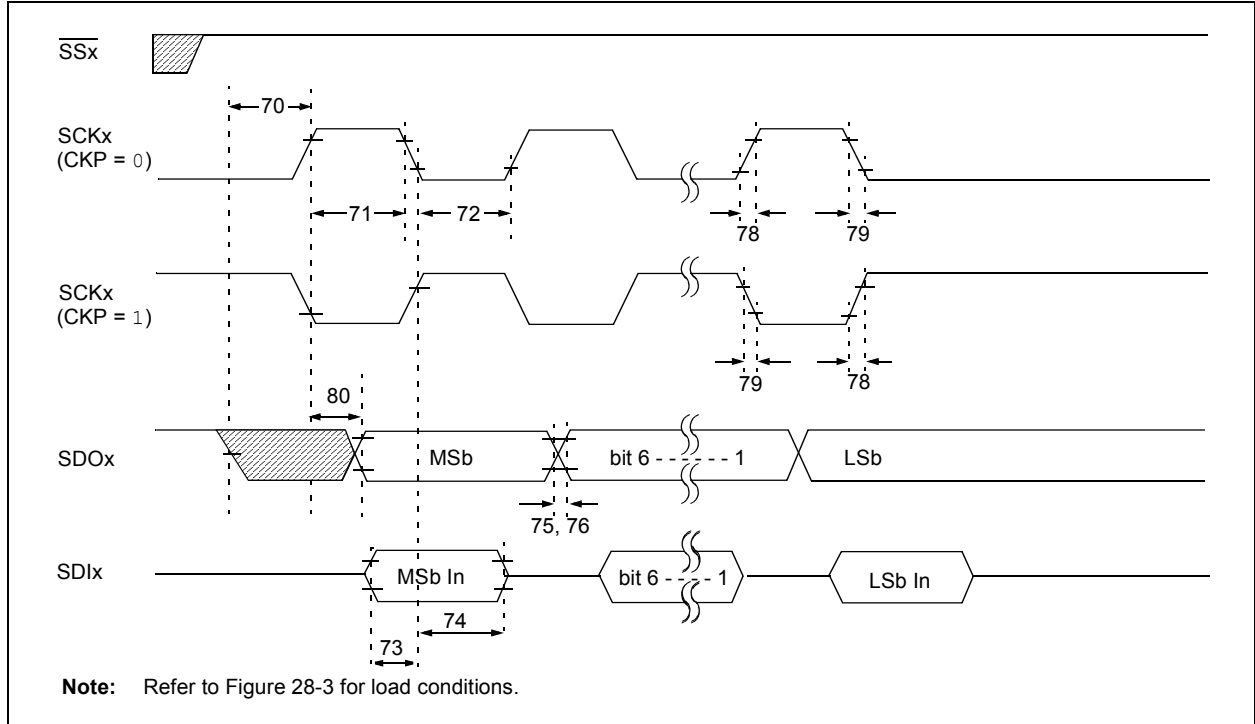 SSx
70
SCKx
(CKP = 0)
71
72
78
79
SCKx
(CKP = 1)
79
78
80
SDOx
MSb
bit 6 - - - - - - 1
LSb
75, 76
SDIx
MSb In
bit 6 - - - - 1
LSb In
74
73
Note: Refer to Figure 28-3 for load conditions.